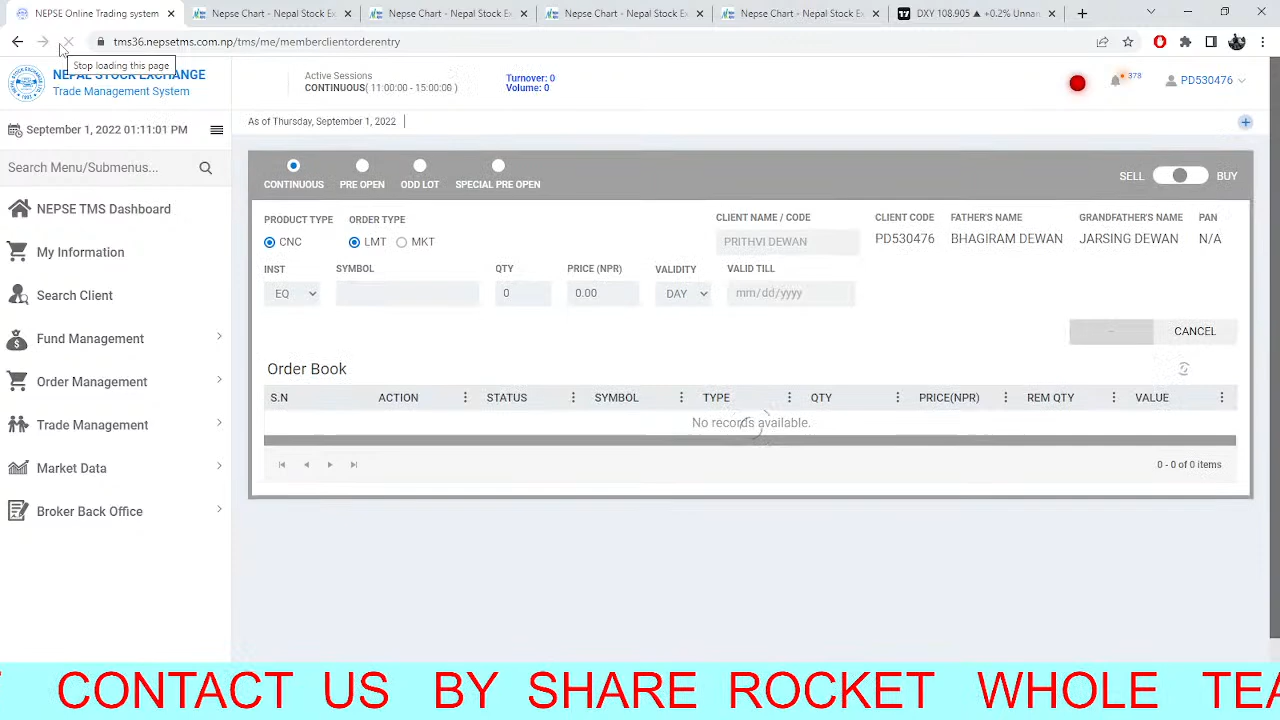 NEPSE Online Trading system
Nepse Chart - Nepal Stock Ex
Nepse Chart - Nepal Stock Ex
Nepse Chart - Nepal Stock Ex
Nepse Chart - Nepal Stock Ex
DXY 108.905 ▲ +0.2% Unnar
tms36.nepsetms.com.np/tms/me/memberclientorderentry
Stop loading this page
NEPAL STOCK EXCHANGE
Trade Management System
Active Sessions
CONTINUOUS( 11:00:00 - 15:00:00 )
Turnover: 0
Volume: 0
378
PD530476
September 1, 2022 01:11:01 PM
As of Thursday, September 1, 2022
Search Menu/Submenus...
NEPSE TMS Dashboard
My Information
Search Client
Fund Management
Order Management
Trade Management
Market Data
Broker Back Office
CONTINUOUS
PRE OPEN
ODD LOT
SPECIAL PRE OPEN
SELL
BUY
PRODUCT TYPE
ORDER TYPE
CNC
LMT
MKT
CLIENT NAME / CODE
CLIENT CODE
FATHER'S NAME
GRANDFATHER'S NAME
PAN
PRITHVI DEWAN
PD530476
BHAGIRAM DEWAN
JARSING DEWAN
N/A
INST
SYMBOL
QTY
PRICE (NPR)
VALIDITY
VALID TILL
EQ
0
0.00
DAY
mm/dd/yyyy
CANCEL
Order Book
S.N ACTION STATUS SYMBOL TYPE QTY PRICE(NPR) REM QTY VALUE
No records available.
0 - 0 of 0 items
CONTACT US BY SHARE ROCKET WHOLE TEA